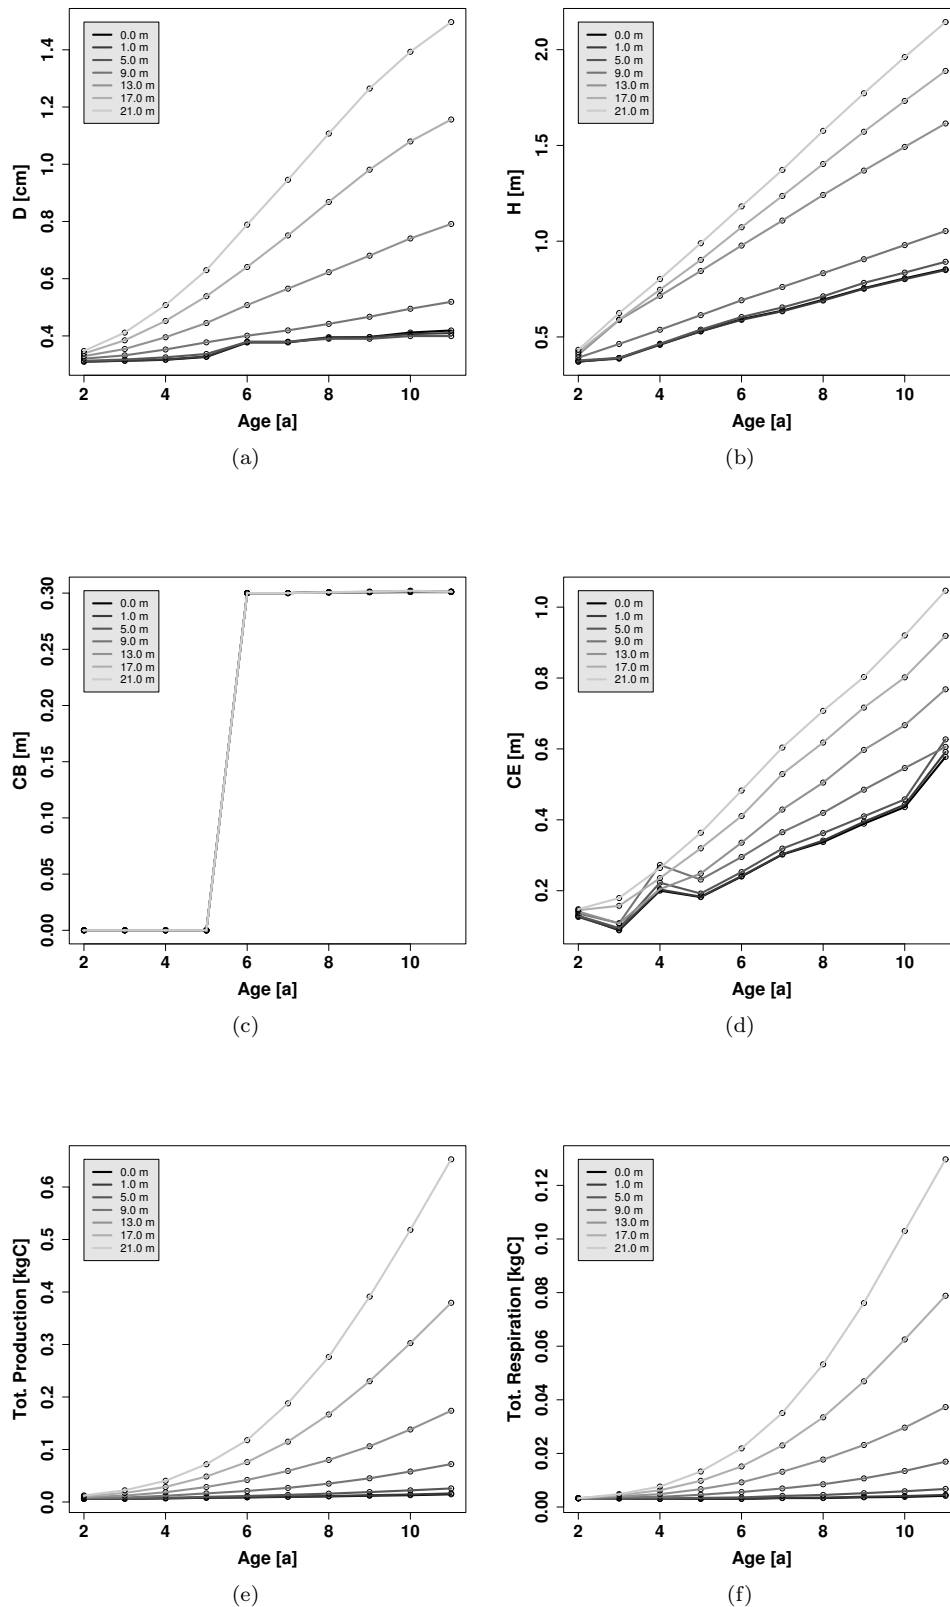 D [cm]
1.4
1.2
1.0
0.8
0.6
0.4
0.0 m
1.0 m
5.0 m
9.0 m
13.0 m
17.0 m
21.0 m
2 4 6 8 10
Age [a]
(a)
H [m]
2.0
1.5
1.0
0.5
0.0 m
1.0 m
5.0 m
9.0 m
13.0 m
17.0 m
21.0 m
2 4 6 8 10
Age [a]
(b)
CB [m]
0.30
0.25
0.20
0.15
0.10
0.05
0.00
0.0 m
1.0 m
5.0 m
9.0 m
13.0 m
17.0 m
21.0 m
2 4 6 8 10
Age [a]
(c)
CE [m]
1.0
0.8
0.6
0.4
0.2
0.0 m
1.0 m
5.0 m
9.0 m
13.0 m
17.0 m
21.0 m
2 4 6 8 10
Age [a]
(d)
Tot. Production [kgC]
0.6
0.5
0.4
0.3
0.2
0.1
0.0
0.0 m
1.0 m
5.0 m
9.0 m
13.0 m
17.0 m
21.0 m
2 4 6 8 10
Age [a]
(e)
Tot. Respiration [kgC]
0.12
0.10
0.08
0.06
0.04
0.02
0.00
0.0 m
1.0 m
5.0 m
9.0 m
13.0 m
17.0 m
21.0 m
2 4 6 8 10
Age [a]
(f)